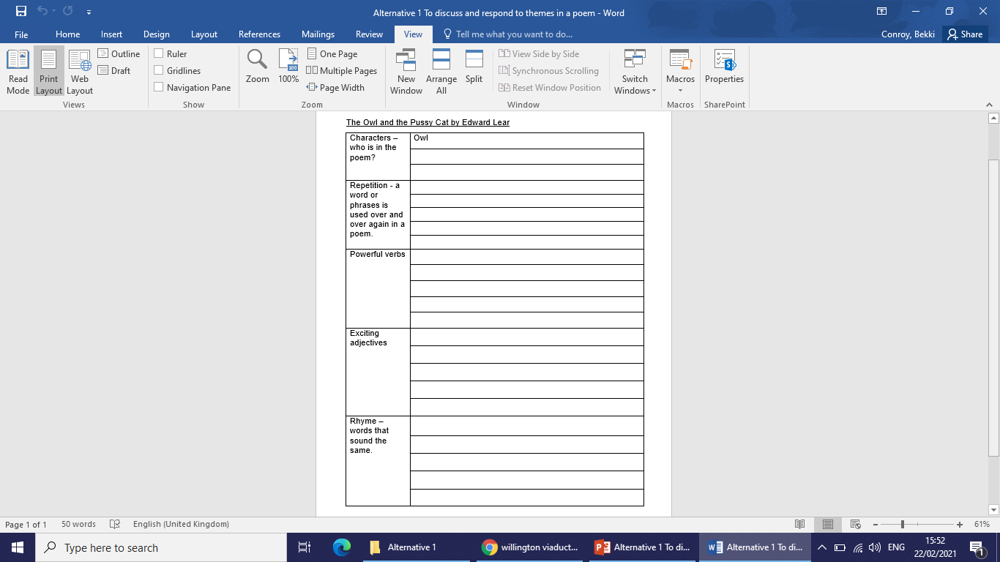 Alternative 1 To discuss and respond to themes in a poem - Word
File Home Insert Design Layout References Mailings Review View Tell me what you want to do... Conroy, Bekki Share
Read Mode
Print Layout
Web Layout
Outline
Draft
Views
Ruler
Gridlines
Navigation Pane
Show
Zoom
100
100%
One Page
Multiple Pages
Page Width
Zoom
New Window
Arrange All
Split
View Side by Side
Synchronous Scrolling
Reset Window Position
Switch Windows
Window
Macros
Macros
Properties
SharePoint
The Owl and the Pussy Cat by Edward Lear
Characters –
who is in the
poem?
Owl
Repetition - a
word or
phrases is
used over and
over again in a
poem.
Powerful verbs
Exciting
adjectives
Rhyme –
words that
sound the
same.
Page 1 of 1 50 words English (United Kingdom) 61%
Type here to search
Alternative 1
willington viaduct...
Alternative 1 To di...
Alternative 1 To di...
ENG
15:52
22/02/2021
1